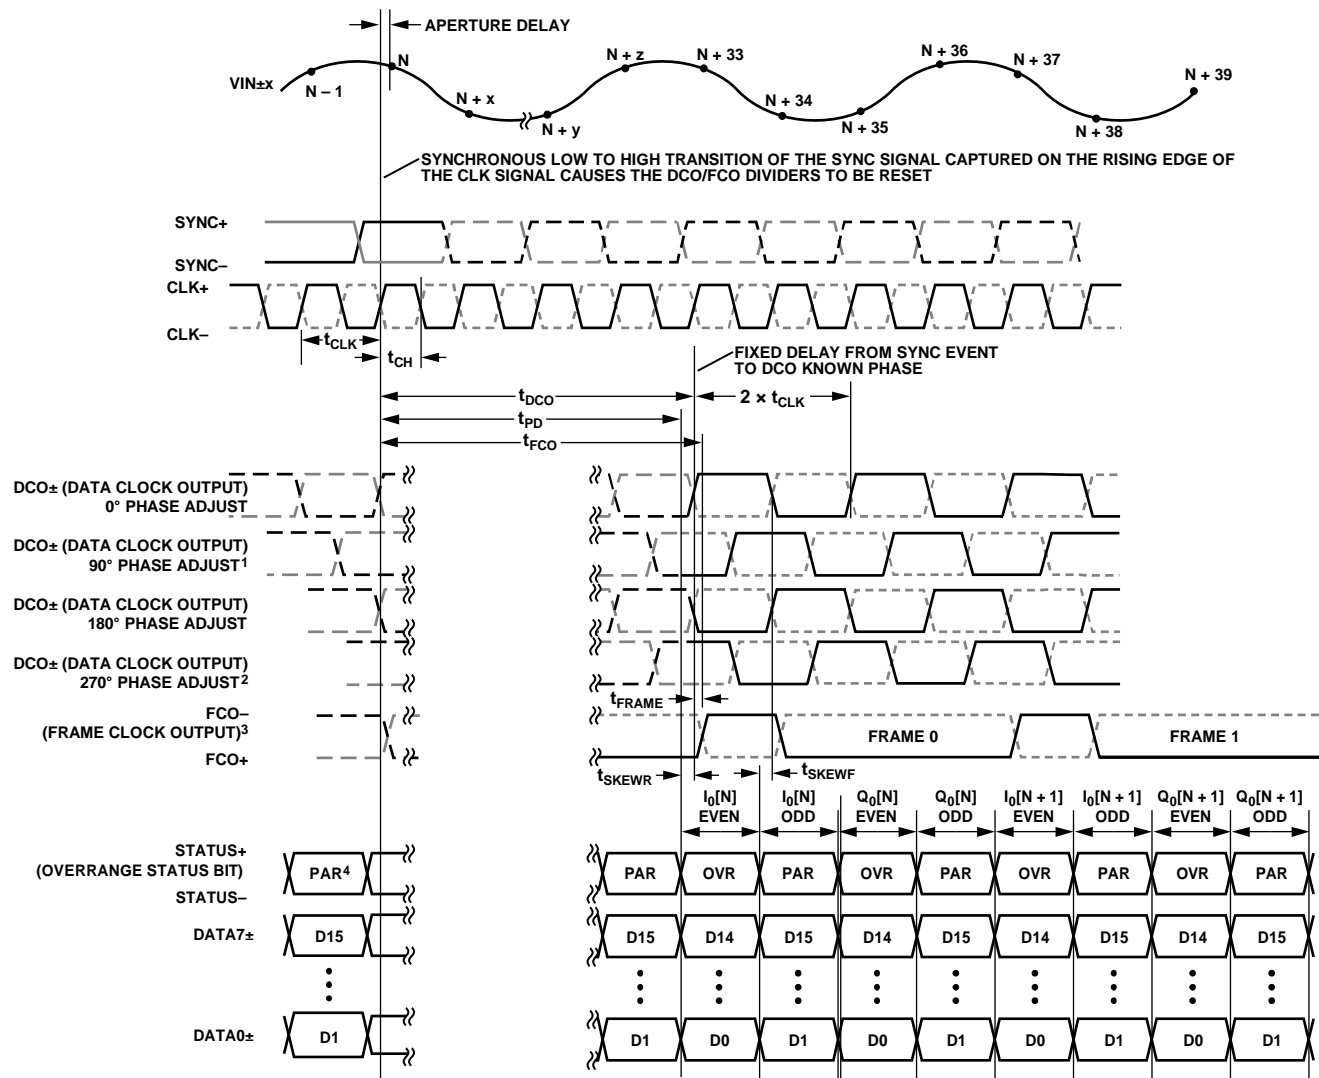 APERTURE DELAY
VIN±x
N – 1
N
N + x
N + y
N + z
N + 33
N + 34
N + 35
N + 36
N + 37
N + 38
N + 39
SYNCHRONOUS LOW TO HIGH TRANSITION OF THE SYNC SIGNAL CAPTURED ON THE RISING EDGE OF
THE CLK SIGNAL CAUSES THE DCO/FCO DIVIDERS TO BE RESET
SYNC+
SYNC–
CLK+
CLK–
tCLK
tCH
FIXED DELAY FROM SYNC EVENT
TO DCO KNOWN PHASE
tDCO
2 × tCLK
tPD
tFCO
DCO± (DATA CLOCK OUTPUT)
0° PHASE ADJUST
DCO± (DATA CLOCK OUTPUT)
90° PHASE ADJUST1
DCO± (DATA CLOCK OUTPUT)
180° PHASE ADJUST
DCO± (DATA CLOCK OUTPUT)
270° PHASE ADJUST2
tFRAME
FCO–
(FRAME CLOCK OUTPUT)3
FCO+
FRAME 0
FRAME 1
tSKEWR
tSKEWF
I0[N] EVEN
I0[N] ODD
Q0[N] EVEN
Q0[N] ODD
I0[N + 1] EVEN
I0[N + 1] ODD
Q0[N + 1] EVEN
Q0[N + 1] ODD
STATUS+
(OVERRANGE STATUS BIT)
STATUS–
PAR4
PAR OVR PAR OVR PAR OVR PAR OVR PAR
DATA7±
D15
D15 D14 D15 D14 D15 D14 D15 D14 D15
DATA0±
D1
D1 D0 D1 D0 D1 D0 D1 D0 D1